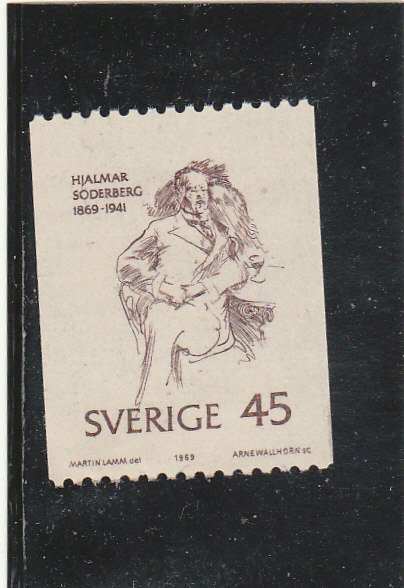 HJALMAR
SÖDERBERG
1869-1941
SVERIGE 45
MARTIN LAMM del 1969 ARNE WALLHORN SC